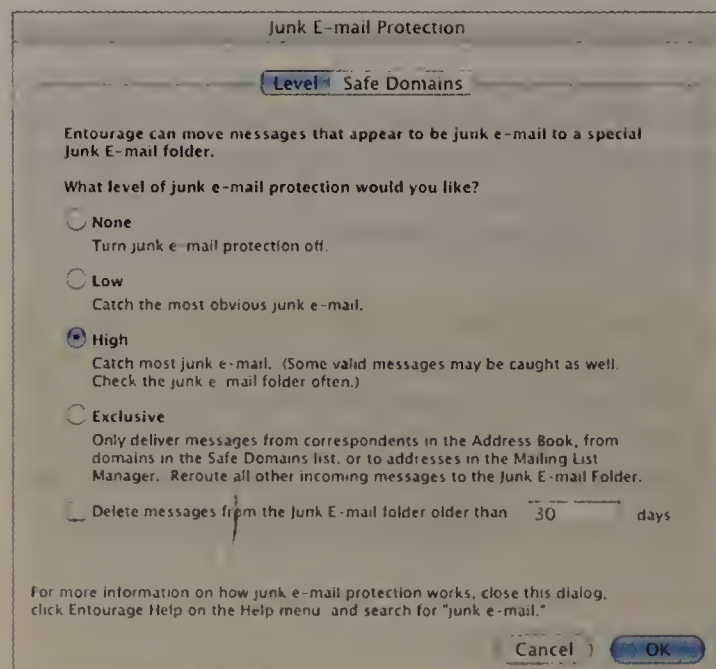 Junk E-mail Protection
Level Safe Domains
Entourage can move messages that appear to be junk e-mail to a special
Junk E-mail folder.
What level of junk e-mail protection would you like?
None
Turn junk e-mail protection off.
Low
Catch the most obvious junk e-mail.
High
Catch most junk e-mail. (Some valid messages may be caught as well.
Check the junk e-mail folder often.)
Exclusive
Only deliver messages from correspondents in the Address Book, from
domains in the Safe Domains list, or to addresses in the Mailing List
Manager. Reroute all other incoming messages to the Junk E-mail Folder.
Delete messages from the Junk E-mail folder older than 30 days
For more information on how junk e-mail protection works, close this dialog,
click Entourage Help on the Help menu and search for "junk e-mail."
Cancel OK